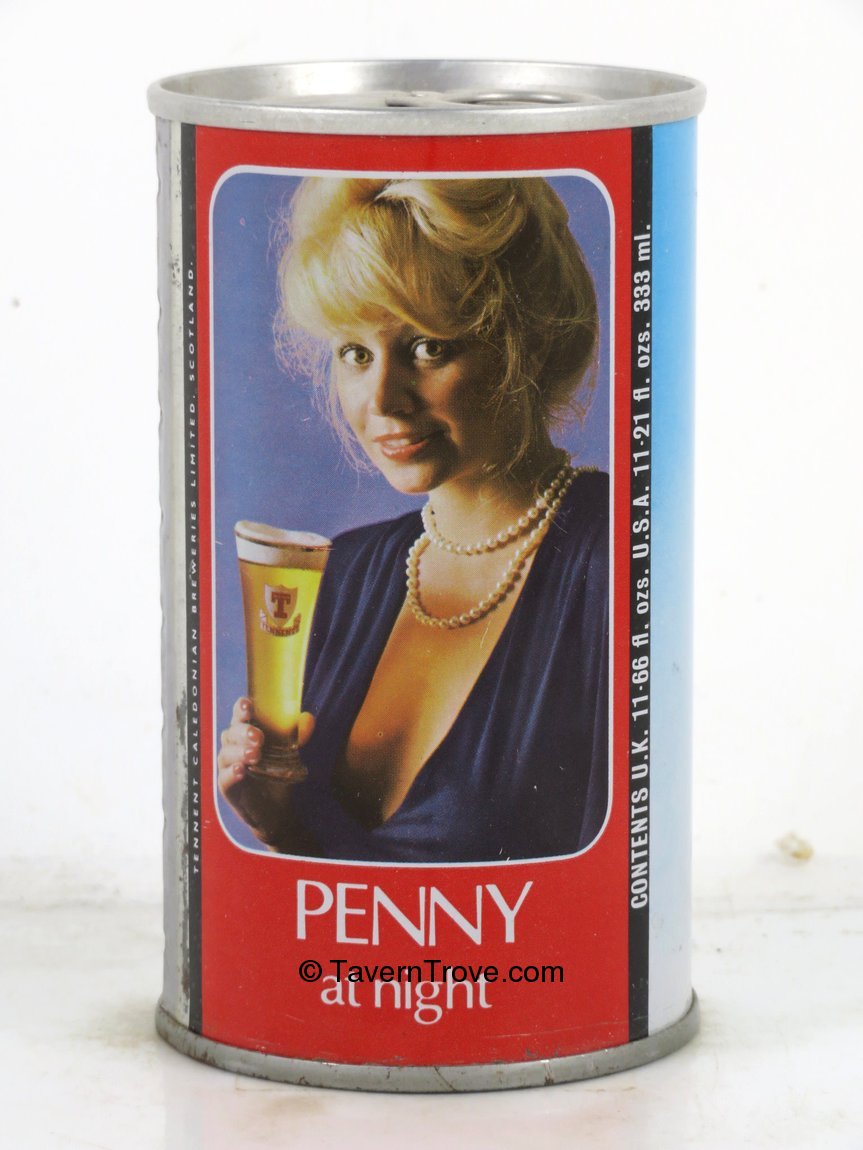 TENNENT CALEDONIAN BREWERIES LIMITED. SCOTLAND.
T
TENNENTS
PENNY
© TavernTrove.com
at night
CONTENTS U.K. 11·66 fl. ozs. U.S.A. 11·21 fl. ozs. 333 ml.